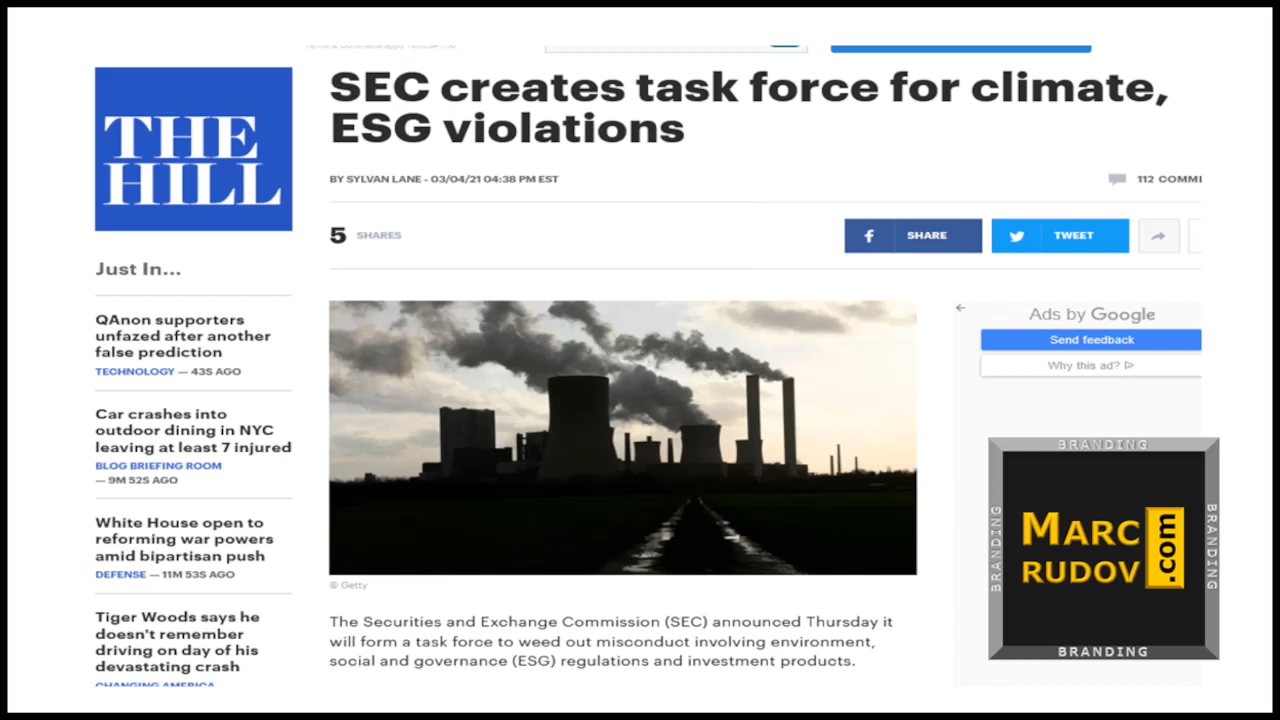 SEC creates task force for climate,
ESG violations
THE
HILL
BY SYLVAN LANE - 03/04/21 04:38 PM EST
112 COMMI
5 SHARES
SHARE
TWEET
Just In...
QAnon supporters
unfazed after another
false prediction
TECHNOLOGY — 43S AGO
Car crashes into
outdoor dining in NYC
leaving at least 7 injured
BLOG BRIEFING ROOM
— 9M 52S AGO
White House open to
reforming war powers
amid bipartisan push
DEFENSE — 11M 53S AGO
Tiger Woods says he
doesn't remember
driving on day of his
devastating crash
CHANGING AMERICA
© Getty
The Securities and Exchange Commission (SEC) announced Thursday it
will form a task force to weed out misconduct involving environment,
social and governance (ESG) regulations and investment products.
Ads by Google
Send feedback
Why this ad?
BRANDING
BRANDING
MARC
RUDOV
.com
BRANDING
BRANDING